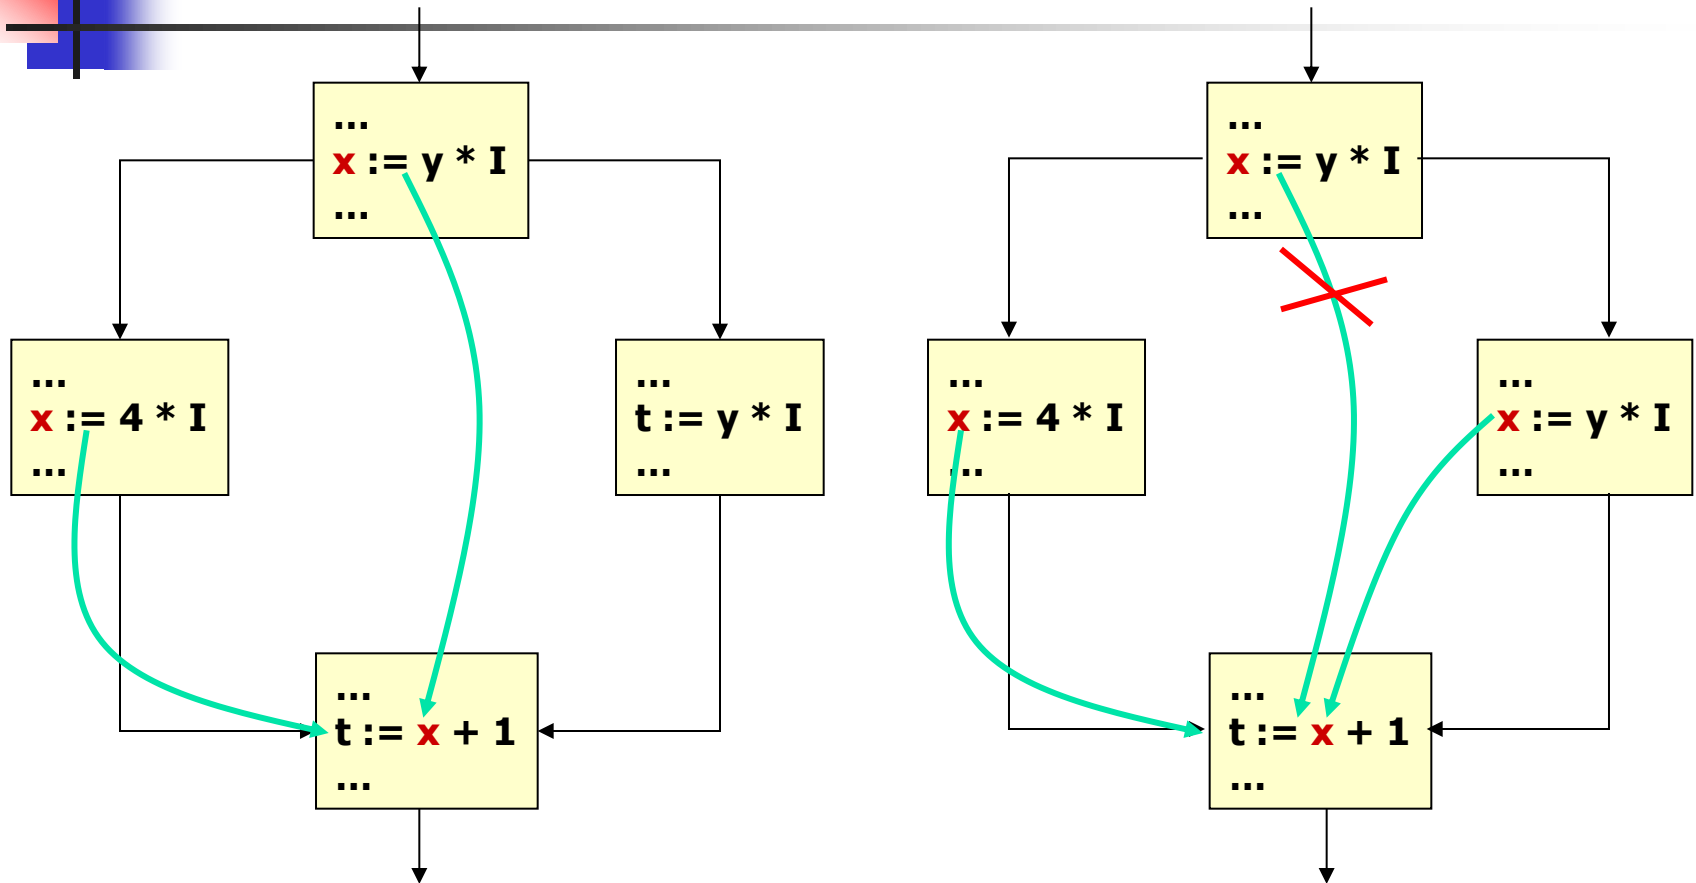 ...
x := y * I
...
...
x := 4 * I
...
...
t := y * I
...
...
t := x + 1
...
...
x := y * I
...
...
x := 4 * I
...
...
x := y * I
...
...
t := x + 1
...